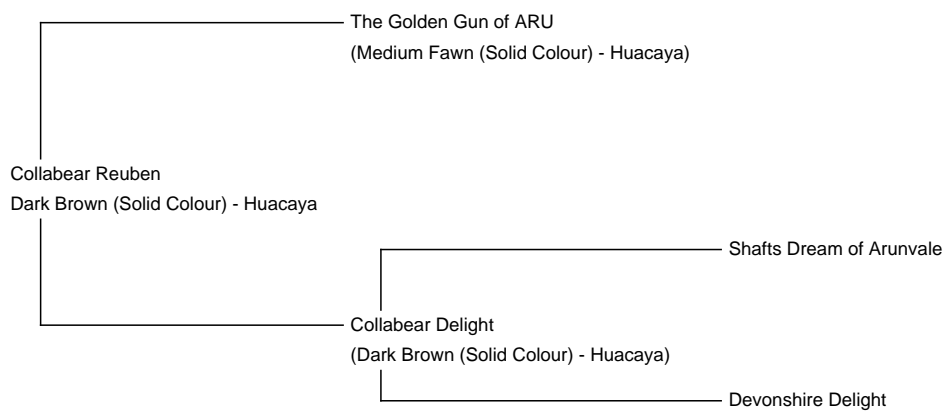 The Golden Gun of ARU
(Medium Fawn (Solid Colour) - Huacaya)
Collabear Reuben
Dark Brown (Solid Colour) - Huacaya
Shafts Dream of Arunvale
Collabear Delight
(Dark Brown (Solid Colour) - Huacaya)
Devonshire Delight